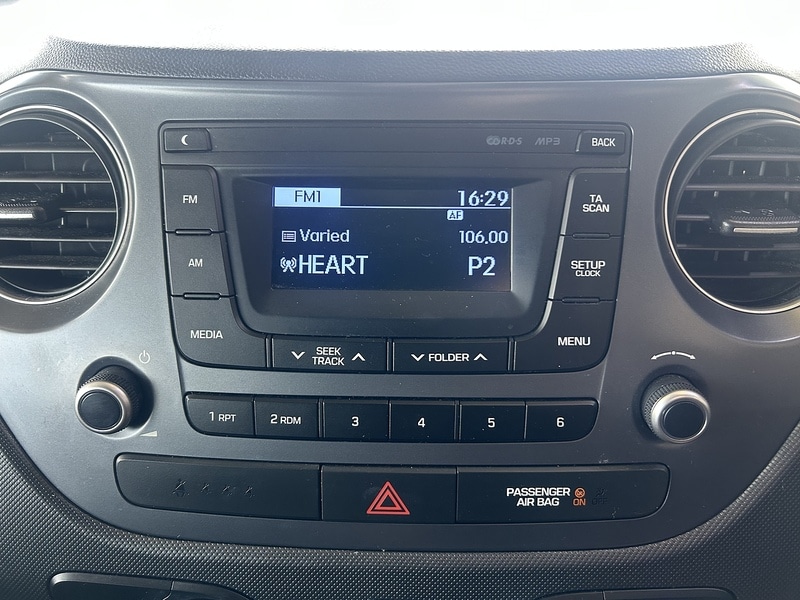 R·D·S MP3 BACK
FM
FM1 16:29
TA
SCAN
AF
Varied 106.00
AM
HEART P2
SETUP
CLOCK
MEDIA
SEEK
TRACK
FOLDER
MENU
1 RPT 2 RDM 3 4 5 6
PASSENGER
AIR BAG ON OFF